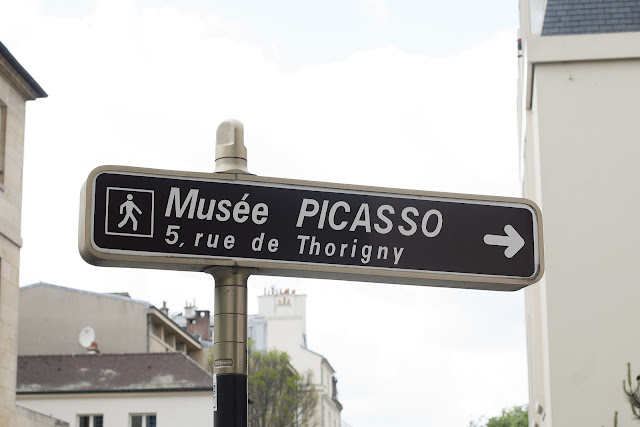 Musée PICASSO
5, rue de Thorigny